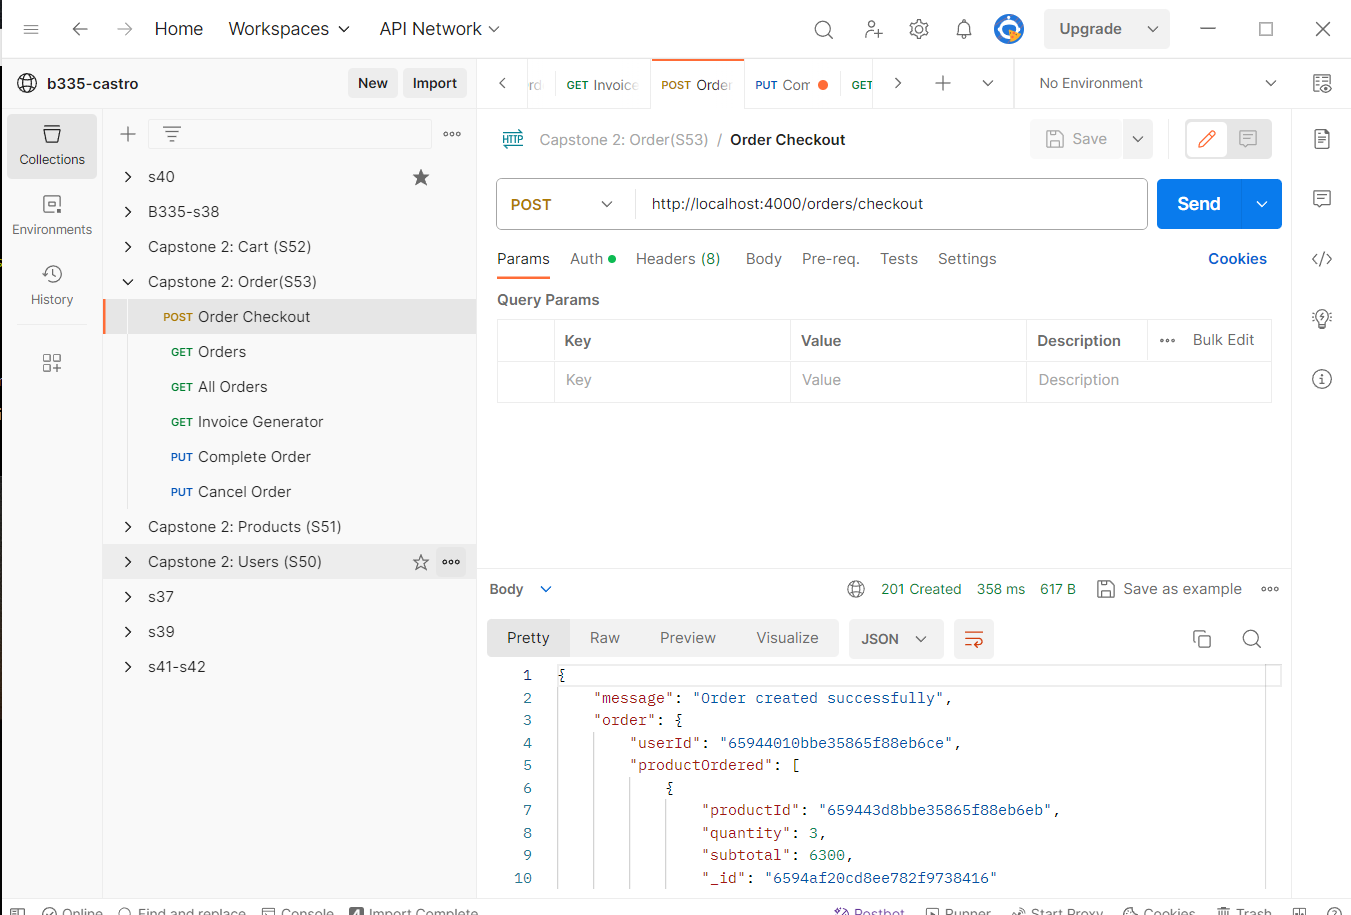 Home Workspaces API Network Upgrade
b335-castro New Import
GET Invoice POST Order PUT Com GET No Environment
Collections
Environments
History
s40
B335-s38
Capstone 2: Cart (S52)
Capstone 2: Order(S53)
POST Order Checkout
GET Orders
GET All Orders
GET Invoice Generator
PUT Complete Order
PUT Cancel Order
Capstone 2: Products (S51)
Capstone 2: Users (S50)
s37
s39
s41-s42
HTTP Capstone 2: Order(S53) / Order Checkout Save
POST http://localhost:4000/orders/checkout Send
Params Auth Headers (8) Body Pre-req. Tests Settings Cookies
Query Params
Key Value Description Bulk Edit
Key Value Description
Body 201 Created 358 ms 617 B Save as example
Pretty Raw Preview Visualize JSON
1 {
2 "message": "Order created successfully",
3 "order": {
4 "userId": "65944010bbe35865f88eb6ce",
5 "productOrdered": [
6 {
7 "productId": "659443d8bbe35865f88eb6eb",
8 "quantity": 3,
9 "subtotal": 6300,
10 "_id": "6594af20cd8ee782f9738416"
Online Find and replace Console Import Complete Postbot Runner Start Proxy Cookies Trash